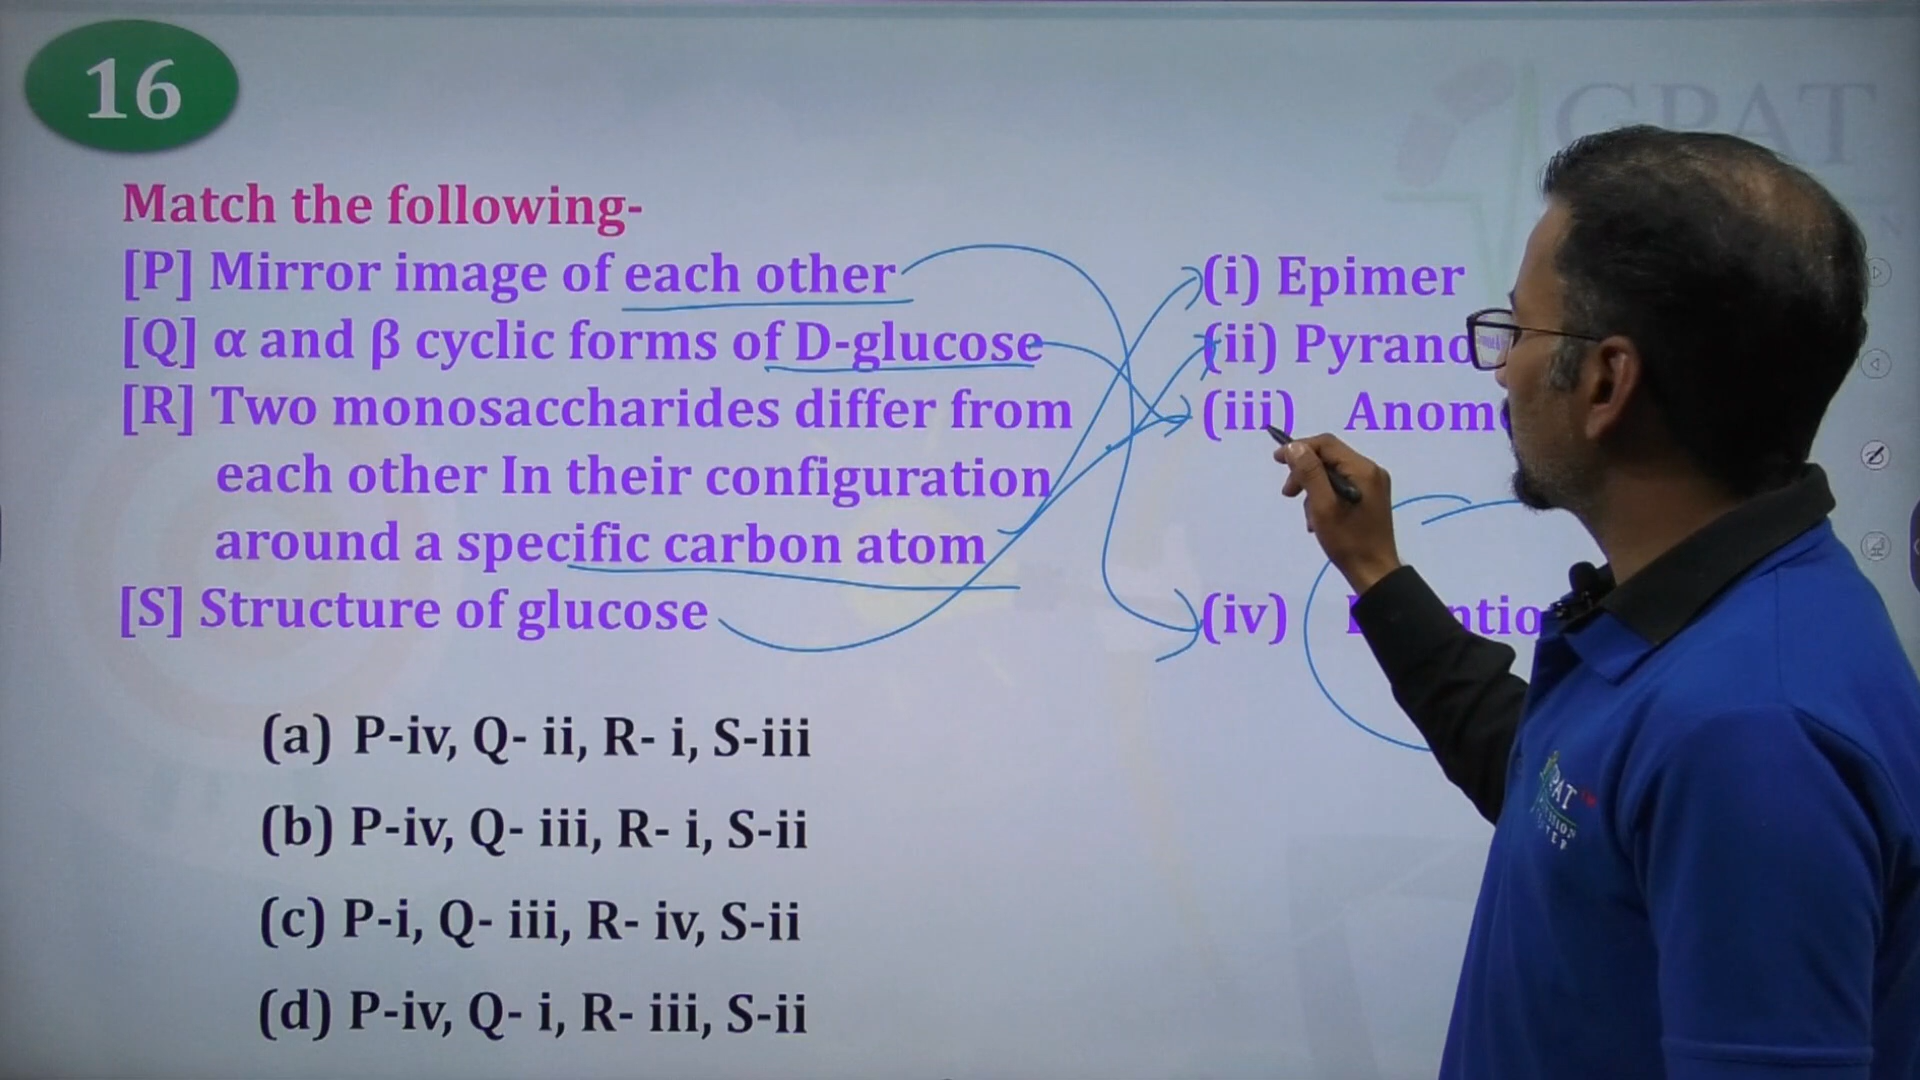 16
GPAT
Match the following-
[P] Mirror image of each other (i) Epimer
[Q] α and β cyclic forms of D-glucose (ii)
[R] Two monosaccharides differ from (iii)
each other In their configuration
around a specific carbon atom
[S] Structure of glucose (iv)
(a) P-iv, Q- ii, R- i, S-iii
(b) P-iv, Q- iii, R- i, S-ii
(c) P-i, Q- iii, R- iv, S-ii
(d) P-iv, Q- i, R- iii, S-ii